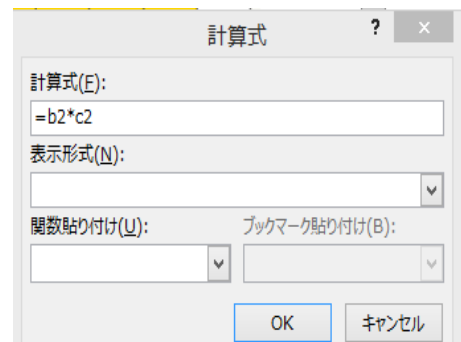 計算式 ?
計算式(F):
=b2*c2
表示形式(N):
関数貼り付け(U): ブックマーク貼り付け(B):
OK キャンセル